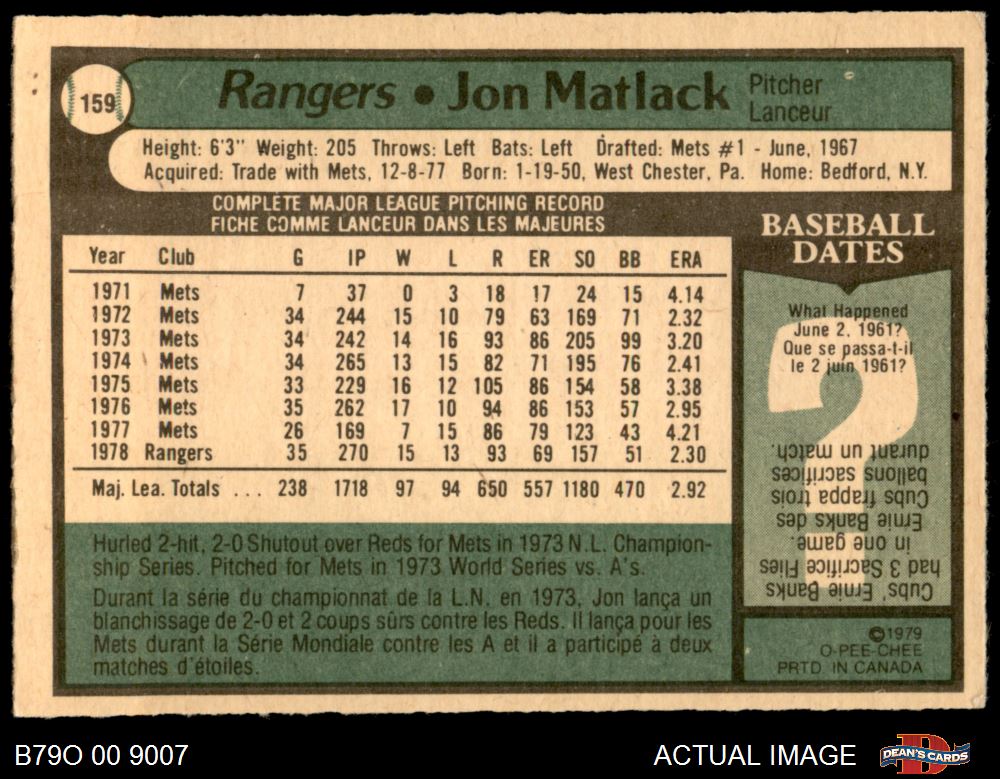 159
Rangers • Jon Matlack
Pitcher
Lanceur
Height: 6'3" Weight: 205 Throws: Left Bats: Left Drafted: Mets #1 - June, 1967
Acquired: Trade with Mets, 12-8-77 Born: 1-19-50, West Chester, Pa. Home: Bedford, N.Y.
COMPLETE MAJOR LEAGUE PITCHING RECORD
FICHE COMME LANCEUR DANS LES MAJEURES
Year Club G IP W L R ER SO BB ERA
1971 Mets 7 37 0 3 18 17 24 15 4.14
1972 Mets 34 244 15 10 79 63 169 71 2.32
1973 Mets 34 242 14 16 93 86 205 99 3.20
1974 Mets 34 265 13 15 82 71 195 76 2.41
1975 Mets 33 229 16 12 105 86 154 58 3.38
1976 Mets 35 262 17 10 94 86 153 57 2.95
1977 Mets 26 169 7 15 86 79 123 43 4.21
1978 Rangers 35 270 15 13 93 69 157 51 2.30
Maj. Lea. Totals ... 238 1718 97 94 650 557 1180 470 2.92
Hurled 2-hit, 2-0 Shutout over Reds for Mets in 1973 N.L. Champion-
ship Series. Pitched for Mets in 1973 World Series vs. A's.
Durant la série du championnat de la L.N. en 1973, Jon lança un
blanchissage de 2-0 et 2 coups sûrs contre les Reds. Il lança pour les
Mets durant la Série Mondiale contre les A et il a participé à deux
matches d'étoiles.
BASEBALL
DATES
What Happened
June 2, 1961?
Que se passa-t-il
le 2 juin 1961?
Cubs' Ernie Banks
had 3 Sacrifice Flies
in one game.
Ernie Banks des
Cubs frappa trois
ballons sacrifices
durant un match.
©1979
O-PEE-CHEE
PRTD IN CANADA
B79O 00 9007
ACTUAL IMAGE
DEAN'S CARDS